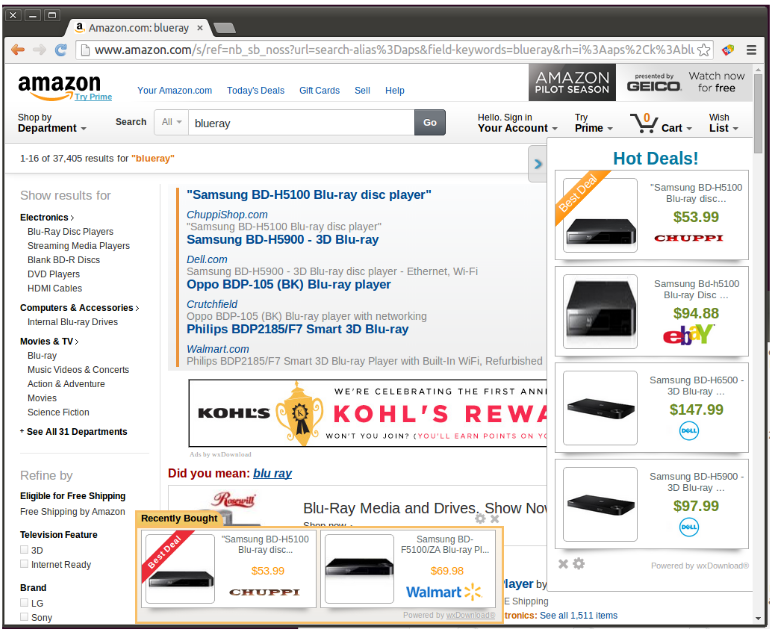 Amazon.com: blueray
www.amazon.com/s/ref=nb_sb_noss?url=search-alias%3Daps&field-keywords=blueray&rh=i%3Aaps%2Ck%3Ablu
amazon
Try Prime
Your Amazon.com Today's Deals Gift Cards Sell Help
AMAZON
PILOT SEASON
presented by
GEICO.
Watch now
for free
Shop by
Department
Search All blueray Go
Hello. Sign in
Your Account
Try
Prime
0
Cart
Wish
List
1-16 of 37,405 results for "blueray"
Show results for
Electronics
Blu-Ray Disc Players
Streaming Media Players
Blank BD-R Discs
DVD Players
HDMI Cables
Computers & Accessories
Internal Blu-ray Drives
Movies & TV
Blu-ray
Music Videos & Concerts
Action & Adventure
Movies
Science Fiction
+ See All 31 Departments
Refine by
Eligible for Free Shipping
Free Shipping by Amazon
Television Feature
3D
Internet Ready
Brand
LG
Sony
"Samsung BD-H5100 Blu-ray disc player"
ChuppiShop.com
"Samsung BD-H5100 Blu-ray disc player"
Samsung BD-H5900 - 3D Blu-ray
Dell.com
Samsung BD-H5900 - 3D Blu-ray disc player - Ethernet, Wi-Fi
Oppo BDP-105 (BK) Blu-ray player
Crutchfield
Oppo BDP-105 (BK) Blu-ray player with networking
Philips BDP2185/F7 Smart 3D Blu-ray
Walmart.com
Philips BDP2185/F7 Smart 3D Blu-ray Player with Built-In WiFi, Refurbished
KOHL'S
WE'RE CELEBRATING THE FIRST ANN
KOHL'S REWA
WON'T YOU JOIN? (YOU'LL EARN POINTS ON YO
Ads by wxDownload
Did you mean: blu ray
Rosewill
Blu-Ray Media and Drives. Show Nov
Shop now
Player by
E Shipping
tronics: See all 1,511 items
Recently Bought
Best Deal
"Samsung BD-H5100
Blu-ray disc...
$53.99
CHUPPI
Samsung BD-
F5100/ZA Blu-ray Pl...
$69.98
Walmart
Powered by wxDownload®
Hot Deals!
Best Deal
"Samsung BD-H5100
Blu-ray disc...
$53.99
CHUPPI
Samsung Bd-h5100
Blu-ray Disc ...
$94.88
ebay
Samsung BD-H6500 -
3D Blu-ray ...
$147.99
DELL
Samsung BD-H5900 -
3D Blu-ray ...
$97.99
DELL
Powered by wxDownload®